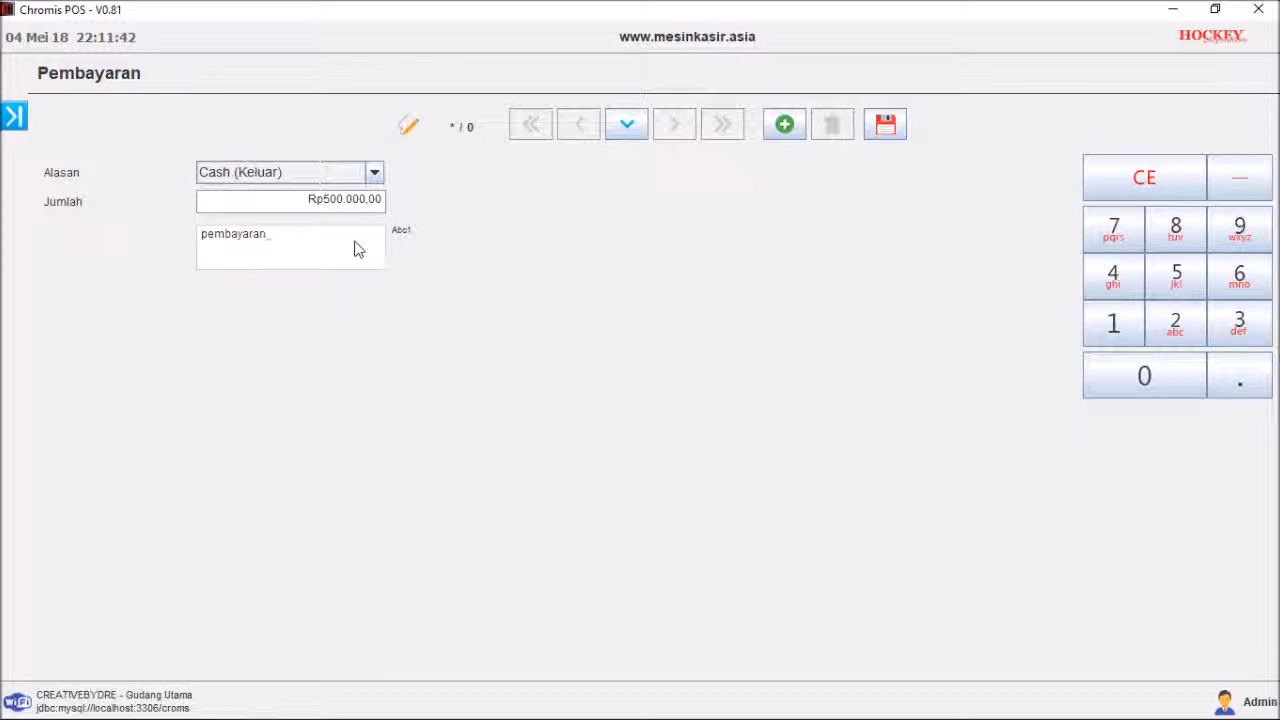 Chromis POS - V0.81
04 Mei 18 22:11:42
www.mesinkasir.asia
HOCKEY
Pembayaran
* / 0
Alasan
Cash (Keluar)
Jumlah
Rp500.000,00
pembayaran_
Abc1
CE
—
7 pqrs
8 tuv
9 wxyz
4 ghi
5 jkl
6 mno
1
2 abc
3 def
0
.
WiFi
CREATIVEBYDRE - Gudang Utama
jdbc:mysql://localhost:3306/croms
Admin